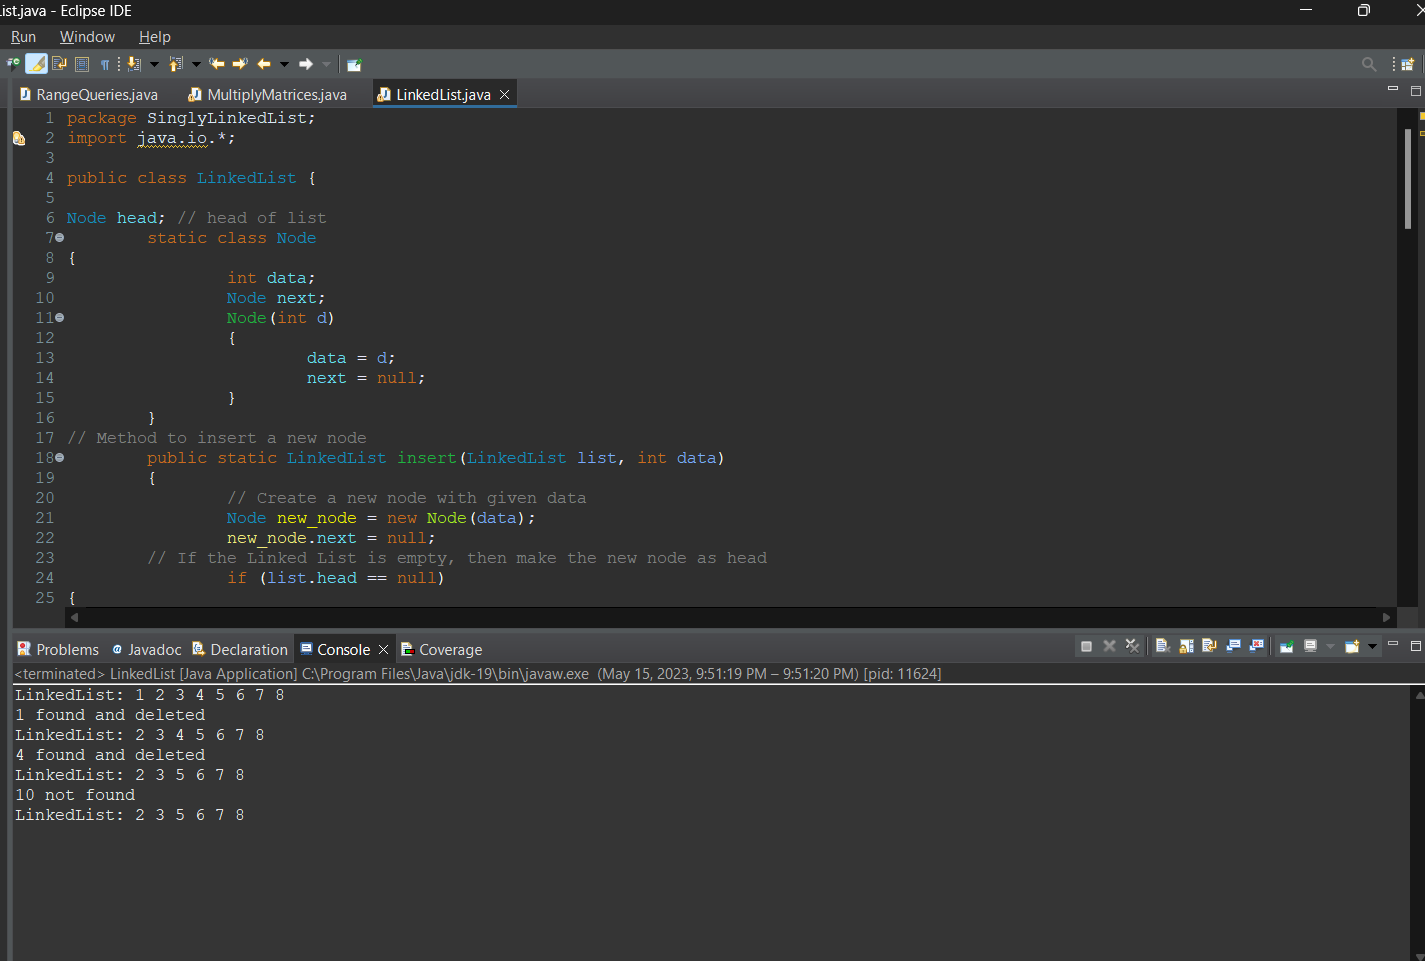 ist.java - Eclipse IDE
Run Window Help
RangeQueries.java MultiplyMatrices.java LinkedList.java
1 package SinglyLinkedList;
2 import java.io.*;
3
4 public class LinkedList {
5
6 Node head; // head of list
7 static class Node
8 {
9 int data;
10 Node next;
11 Node(int d)
12 {
13 data = d;
14 next = null;
15 }
16 }
17 // Method to insert a new node
18 public static LinkedList insert(LinkedList list, int data)
19 {
20 // Create a new node with given data
21 Node new_node = new Node(data);
22 new_node.next = null;
23 // If the Linked List is empty, then make the new node as head
24 if (list.head == null)
25 {
Problems @ Javadoc Declaration Console Coverage
<terminated> LinkedList [Java Application] C:\Program Files\Java\jdk-19\bin\javaw.exe (May 15, 2023, 9:51:19 PM – 9:51:20 PM) [pid: 11624]
LinkedList: 1 2 3 4 5 6 7 8
1 found and deleted
LinkedList: 2 3 4 5 6 7 8
4 found and deleted
LinkedList: 2 3 5 6 7 8
10 not found
LinkedList: 2 3 5 6 7 8